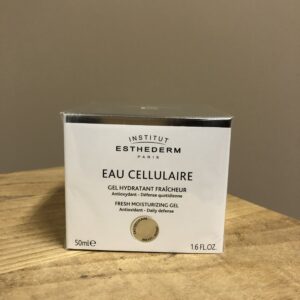 INSTITUT
ESTHEDERM
PARIS
EAU CELLULAIRE
GEL HYDRATANT FRAÎCHEUR
Antioxydant - Défense quotidienne
FRESH MOISTURIZING GEL
Antioxidant - Daily defense
50ml℮
1.6 FL.OZ.